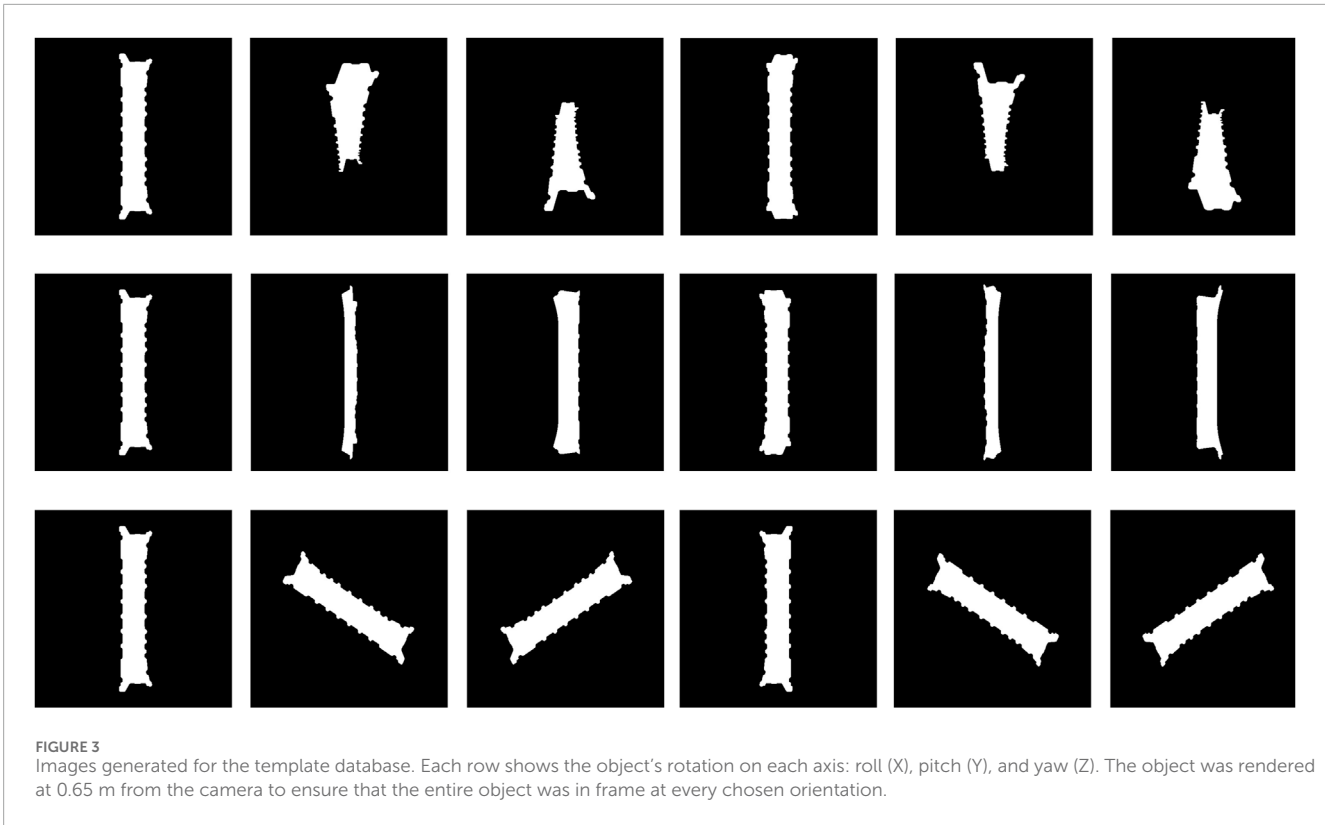 FIGURE 3
Images generated for the template database. Each row shows the object’s rotation on each axis: roll (X), pitch (Y), and yaw (Z). The object was rendered
at 0.65 m from the camera to ensure that the entire object was in frame at every chosen orientation.